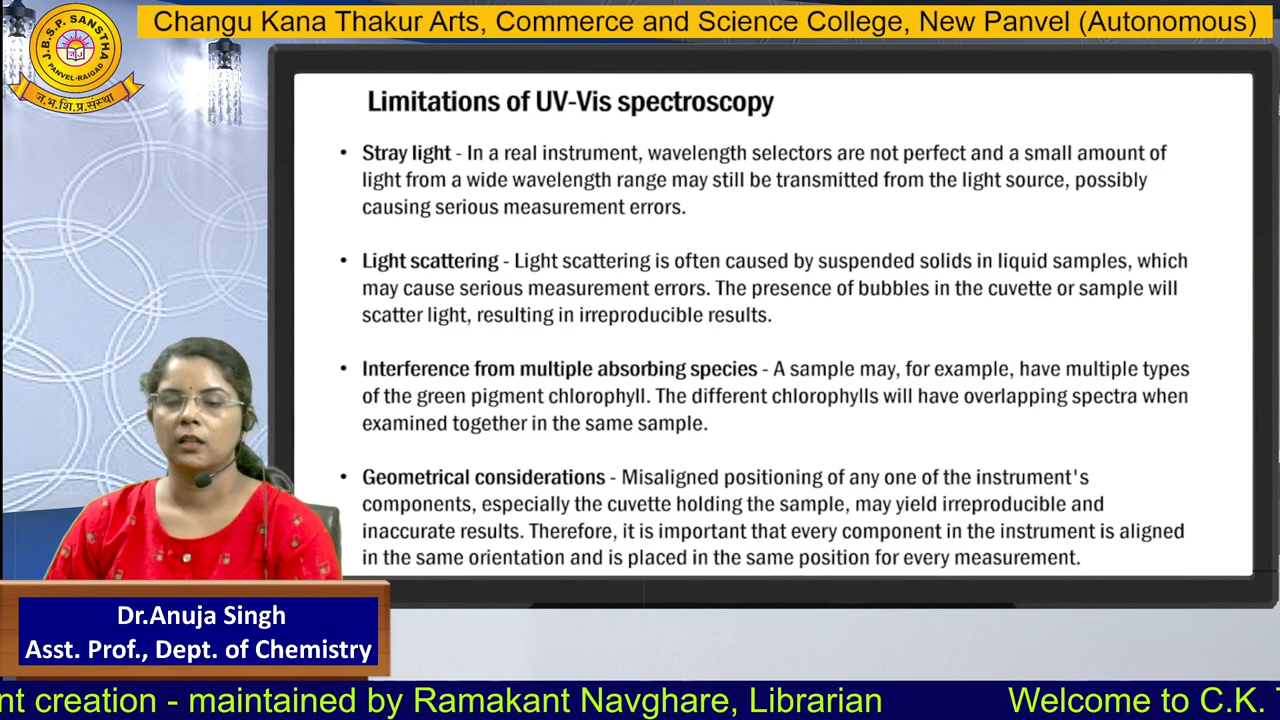 Changu Kana Thakur Arts, Commerce and Science College, New Panvel (Autonomous)
J.B.S.P. SANSTHA
PANVEL-RAIGAD
ज.भ.शि.प्र.संस्था
Limitations of UV-Vis spectroscopy
• Stray light - In a real instrument, wavelength selectors are not perfect and a small amount of
light from a wide wavelength range may still be transmitted from the light source, possibly
causing serious measurement errors.
• Light scattering - Light scattering is often caused by suspended solids in liquid samples, which
may cause serious measurement errors. The presence of bubbles in the cuvette or sample will
scatter light, resulting in irreproducible results.
• Interference from multiple absorbing species - A sample may, for example, have multiple types
of the green pigment chlorophyll. The different chlorophylls will have overlapping spectra when
examined together in the same sample.
• Geometrical considerations - Misaligned positioning of any one of the instrument's
components, especially the cuvette holding the sample, may yield irreproducible and
inaccurate results. Therefore, it is important that every component in the instrument is aligned
in the same orientation and is placed in the same position for every measurement.
Dr.Anuja Singh
Asst. Prof., Dept. of Chemistry
nt creation - maintained by Ramakant Navghare, Librarian Welcome to C.K.